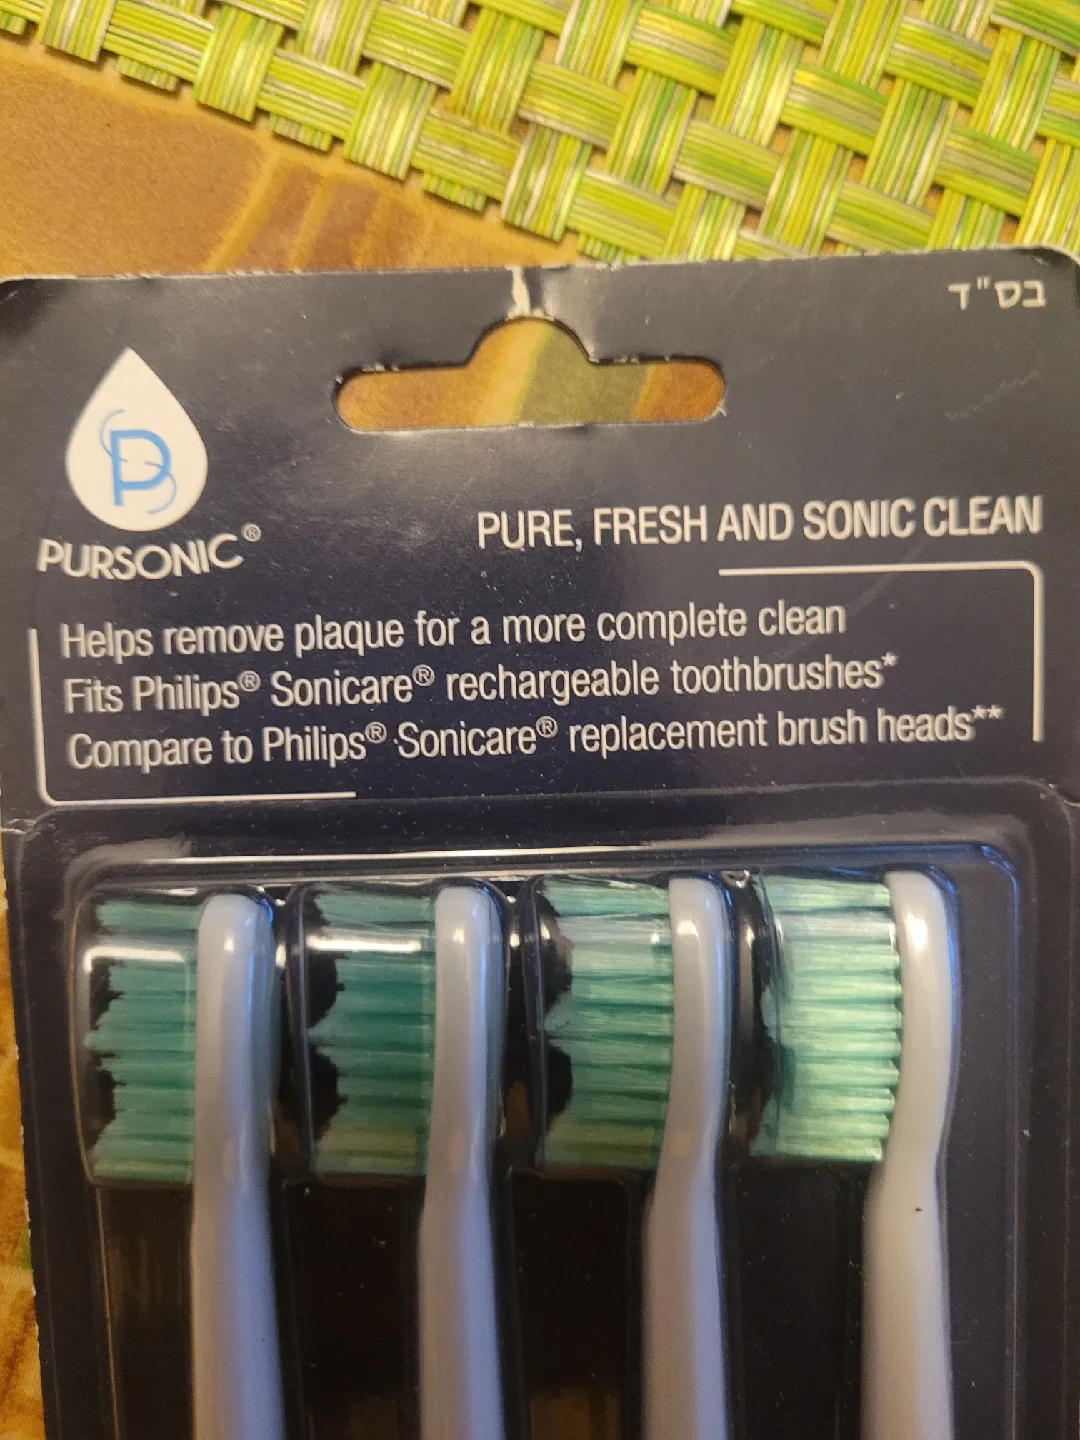 בס"ד
PURSONIC®
PURE, FRESH AND SONIC CLEAN
Helps remove plaque for a more complete clean
Fits Philips® Sonicare® rechargeable toothbrushes*
Compare to Philips® Sonicare® replacement brush heads**